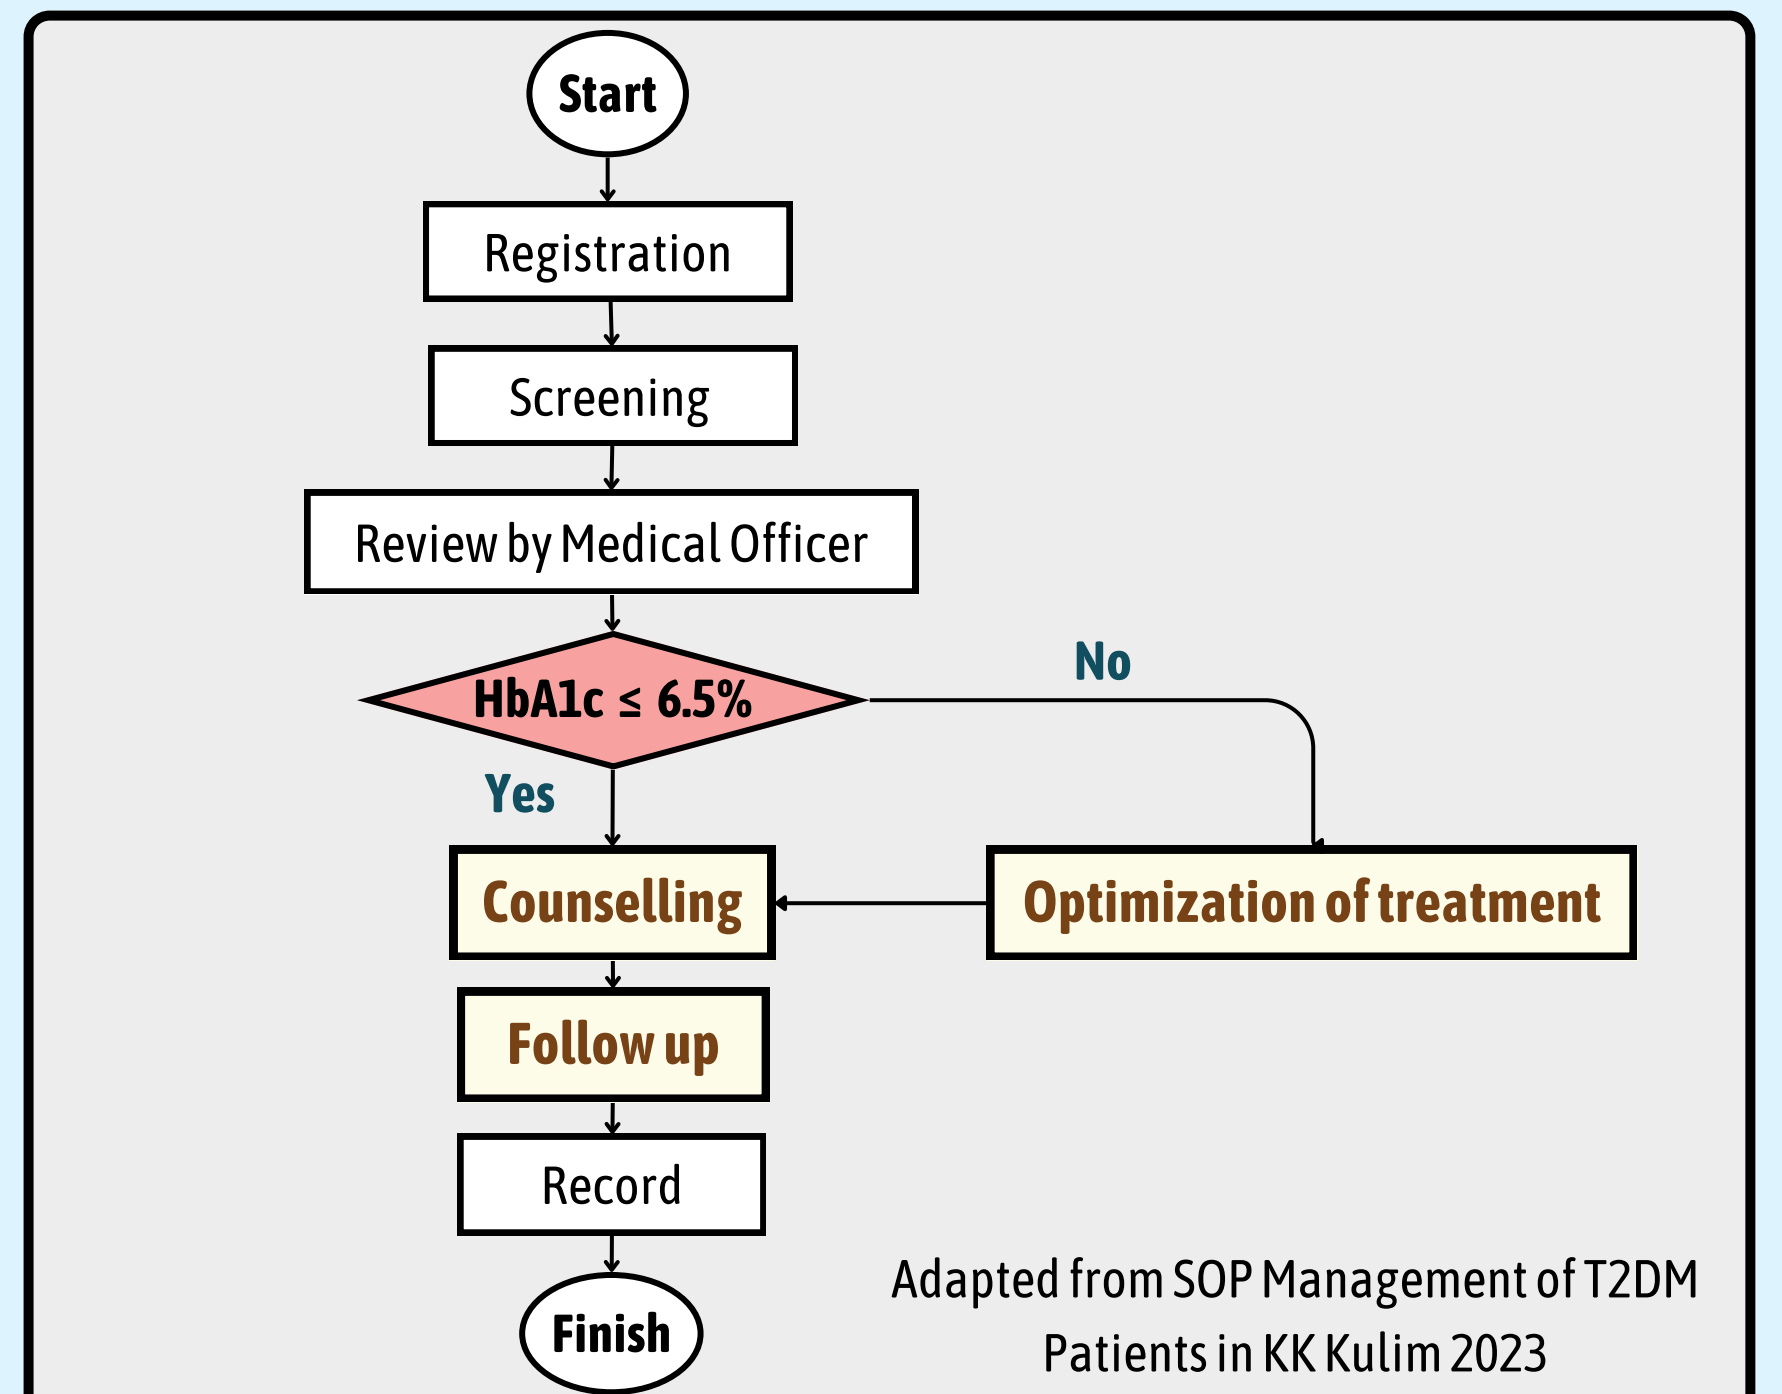 Start
Registration
Screening
Review by Medical Officer
HbA1c ≤ 6.5%
No
Yes
Counselling
Optimization of treatment
Follow up
Record
Finish
Adapted from SOP Management of T2DM
Patients in KK Kulim 2023